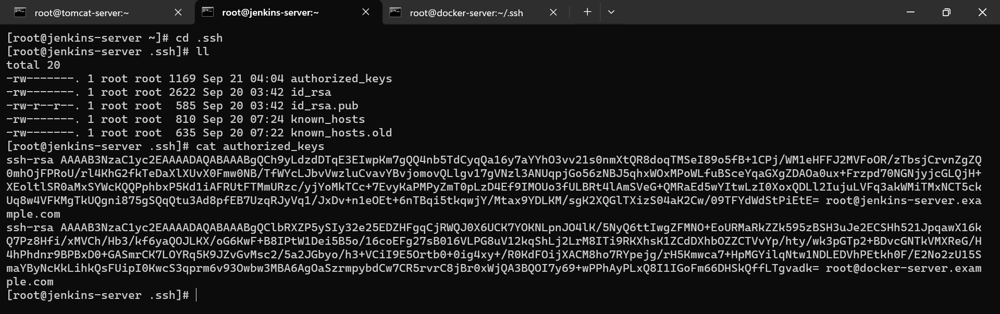 root@tomcat-server:~
root@jenkins-server:~
root@docker-server:~/.ssh
[root@jenkins-server ~]# cd .ssh
[root@jenkins-server .ssh]# ll
total 20
-rw-------. 1 root root 1169 Sep 21 04:04 authorized_keys
-rw-------. 1 root root 2622 Sep 20 03:42 id_rsa
-rw-r--r--. 1 root root  585 Sep 20 03:42 id_rsa.pub
-rw-------. 1 root root  810 Sep 20 07:24 known_hosts
-rw-------. 1 root root  635 Sep 20 07:22 known_hosts.old
[root@jenkins-server .ssh]# cat authorized_keys
ssh-rsa AAAAB3NzaC1yc2EAAAADAQABAAABgQCh9yLdzdDTqE3EIwpKm7gQQ4nb5TdCyqQa16y7aYYhO3vv21s0nmXtQR8doqTMSeI89o5fB+1CPj/WM1eHFFJ2MVFoOR/zTbsjCrvnZgZQ
0mhOjFPRoU/rl4KhG2fkTeDaXlXUvX0Fmw0NB/TfWYcLJbvVwzluCvavYBvjomovQLlgv17gVNzl3ANUqpjGo56zNBJ5qhxWOxMPoWLfuBSceYqaGXgZDAOa0ux+Frzpd70NGNjyjcGLQjH+
XEoltlSR0aMxSYWcKQQPphbxP5Kd1iAFRUtFTMmURzc/yjYoMkTCc+7EvyKaPMPyZmT0pLzD4Ef9IMOUo3fULBRt4lAmSVeG+QMRaEd5wYItwLzI0XoxQDLl2IujuLVFq3akWMiTMxNCT5ck
Uq8w4VFKMgTkUQgni875gSQqQtu3Ad8pfEB7UzqRJyVq1/JxDv+n1eOEt+6nTBqi5tkqwjY/Mtax9YDLKM/sgK2XQGlTXizS04aK2Cw/09TFYdWdStPiEtE= root@jenkins-server.exa
mple.com
ssh-rsa AAAAB3NzaC1yc2EAAAADAQABAAABgQClbRXZP5ySIy32e25EDZHFgqCjRWQJ0X6UCK7YOKNLpnJO4lK/5NyQ6ttIwgZFMNO+EoURMaRkZZk595zBSH3uJe2ECSHh521JpqawX16k
Q7Pz8Hfi/xMVCh/Hb3/kf6yaQOJLKX/oG6KwF+B8IPtW1Dei5B5o/16coEFg27sB016VLPG8uV12kqShLj2LrM8ITi9RKXhsK1ZCdDXhbOZZCTVvYp/hty/wk3pGTp2+BDvcGNTkVMXReG/H
4hPhdnr9BPBxD0+GASmrCK7LOYRq5K9JZvGvMsc2/5a2JGbyo/h3+VCiI9E5Ortb0+0ig4xy+/R0KdFOijXACM8ho7RYpejg/rH5Kmwca7+HpMGYilqNtw1NDLEDVhPEtkh0F/E2No2zU15S
maYByNcKkLihkQsFUipI0KwcS3qprm6v93Owbw3MBA6AgOaSzrmpybdCw7CR5rvrC8jBr0xWjQA3BQOI7y69+wPPhAyPLxQ8I1IGoFm66DHSkQffLTgvadk= root@docker-server.exam
ple.com
[root@jenkins-server .ssh]#